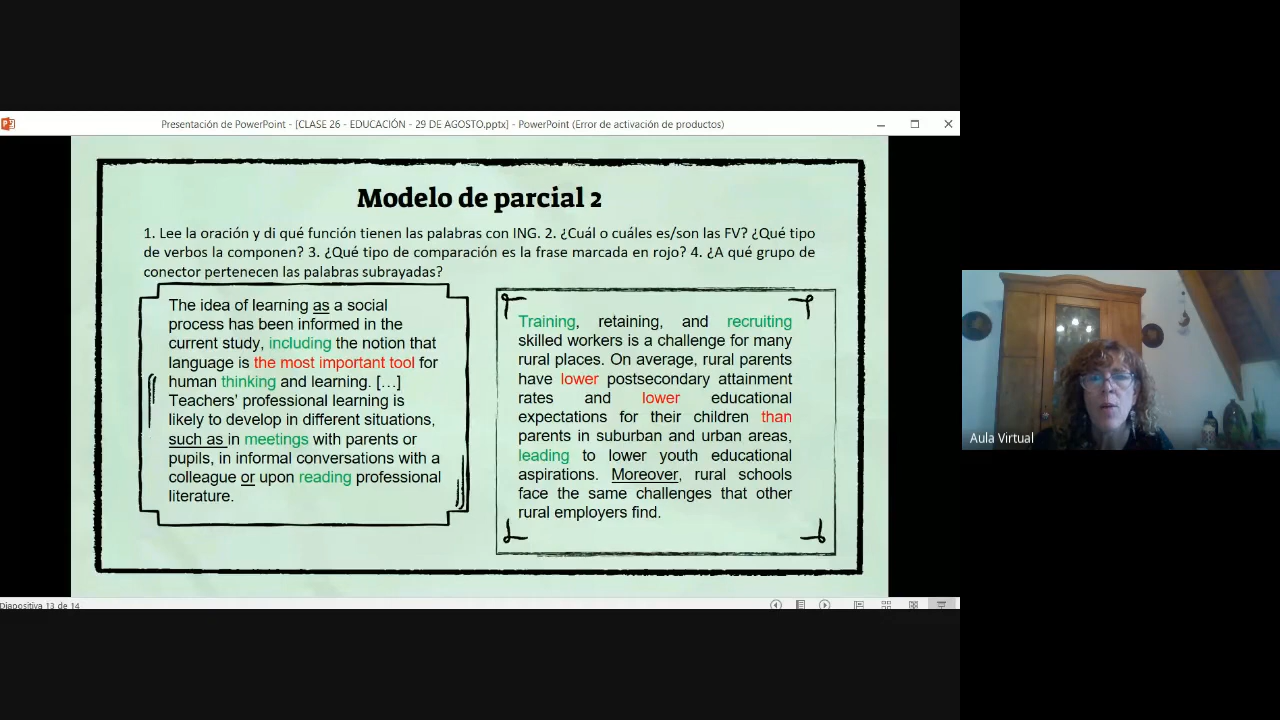 Presentación de PowerPoint - [CLASE 26 - EDUCACIÓN - 29 DE AGOSTO.pptx] - PowerPoint (Error de activación de productos)
Modelo de parcial 2
1. Lee la oración y di qué función tienen las palabras con ING. 2. ¿Cuál o cuáles es/son las FV? ¿Qué tipo
de verbos la componen? 3. ¿Qué tipo de comparación es la frase marcada en rojo? 4. ¿A qué grupo de
conector pertenecen las palabras subrayadas?
The idea of learning as a social
process has been informed in the
current study, including the notion that
language is the most important tool for
human thinking and learning. […]
Teachers' professional learning is
likely to develop in different situations,
such as in meetings with parents or
pupils, in informal conversations with a
colleague or upon reading professional
literature.
Training, retaining, and recruiting
skilled workers is a challenge for many
rural places. On average, rural parents
have lower postsecondary attainment
rates and lower educational
expectations for their children than
parents in suburban and urban areas,
leading to lower youth educational
aspirations. Moreover, rural schools
face the same challenges that other
rural employers find.
Diapositiva 13 de 14
Aula Virtual